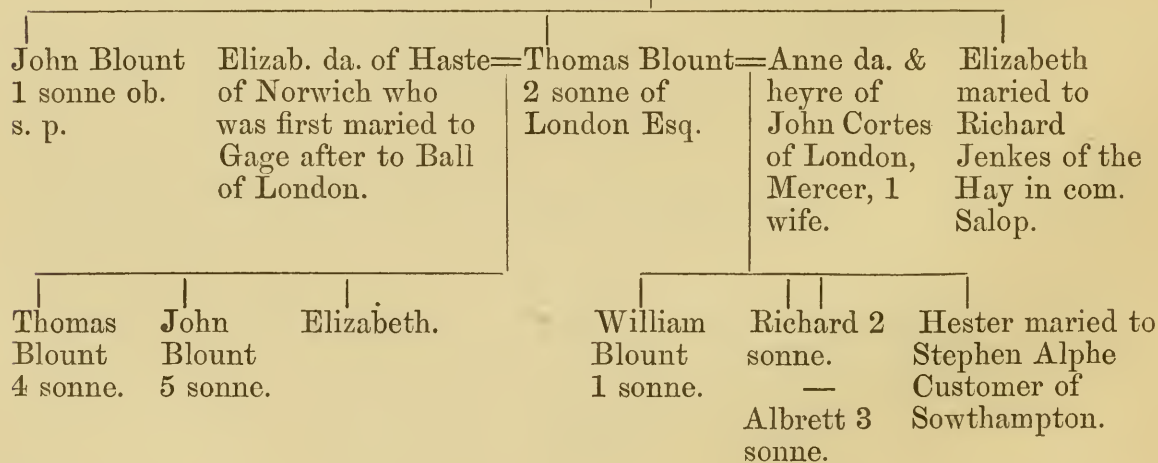 John Blount
1 sonne ob.
s. p.
Elizab. da. of Haste=
of Norwich who
was first maried to
Gage after to Ball
of London.
Thomas Blount=
2 sonne of
London Esq.
Anne da. &
heyre of
John Cortes
of London,
Mercer, 1
wife.
Elizabeth
maried to
Richard
Jenkes of the
Hay in com.
Salop.
Thomas
Blount
4 sonne.
John
Blount
5 sonne.
Elizabeth.
William
Blount
1 sonne.
Richard 2
sonne.
—
Albrett 3
sonne.
Hester maried to
Stephen Alphe
Customer of
Sowthampton.